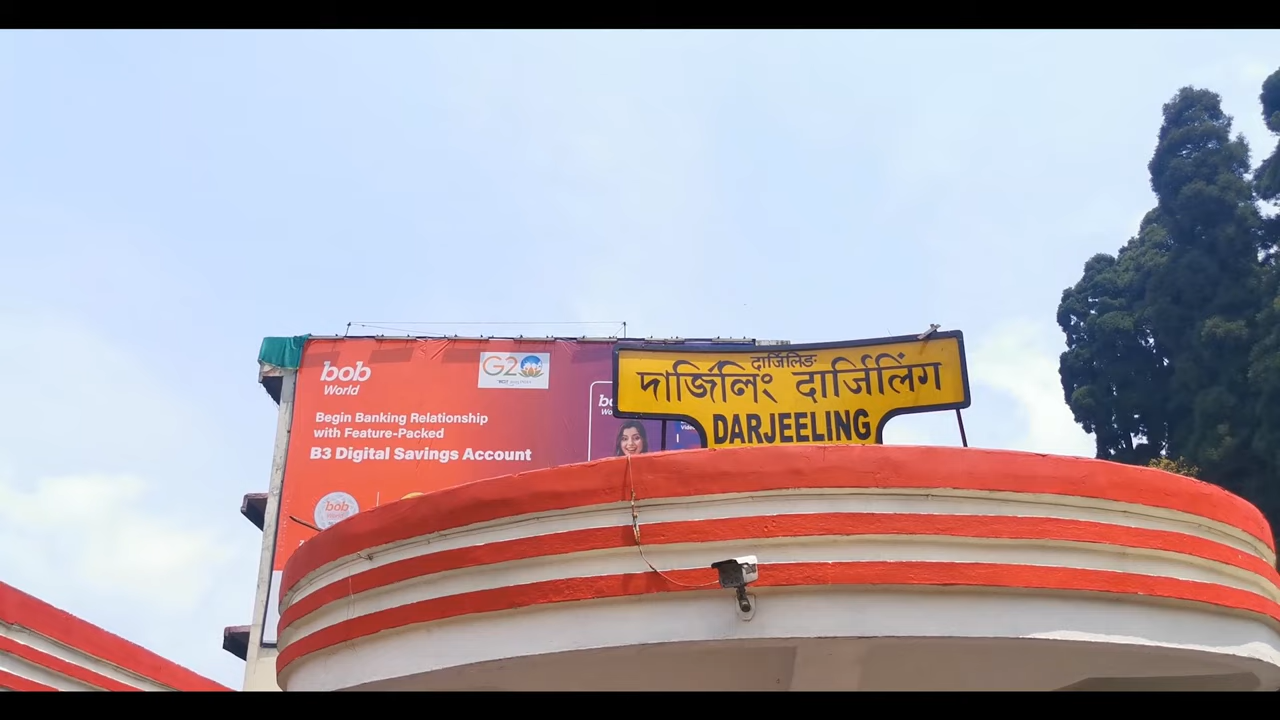 bob
World
G20
Begin Banking Relationship
with Feature-Packed
B3 Digital Savings Account
bob
दार्जिलिङ
দার্জিলিং दार्जिलिंग
DARJEELING